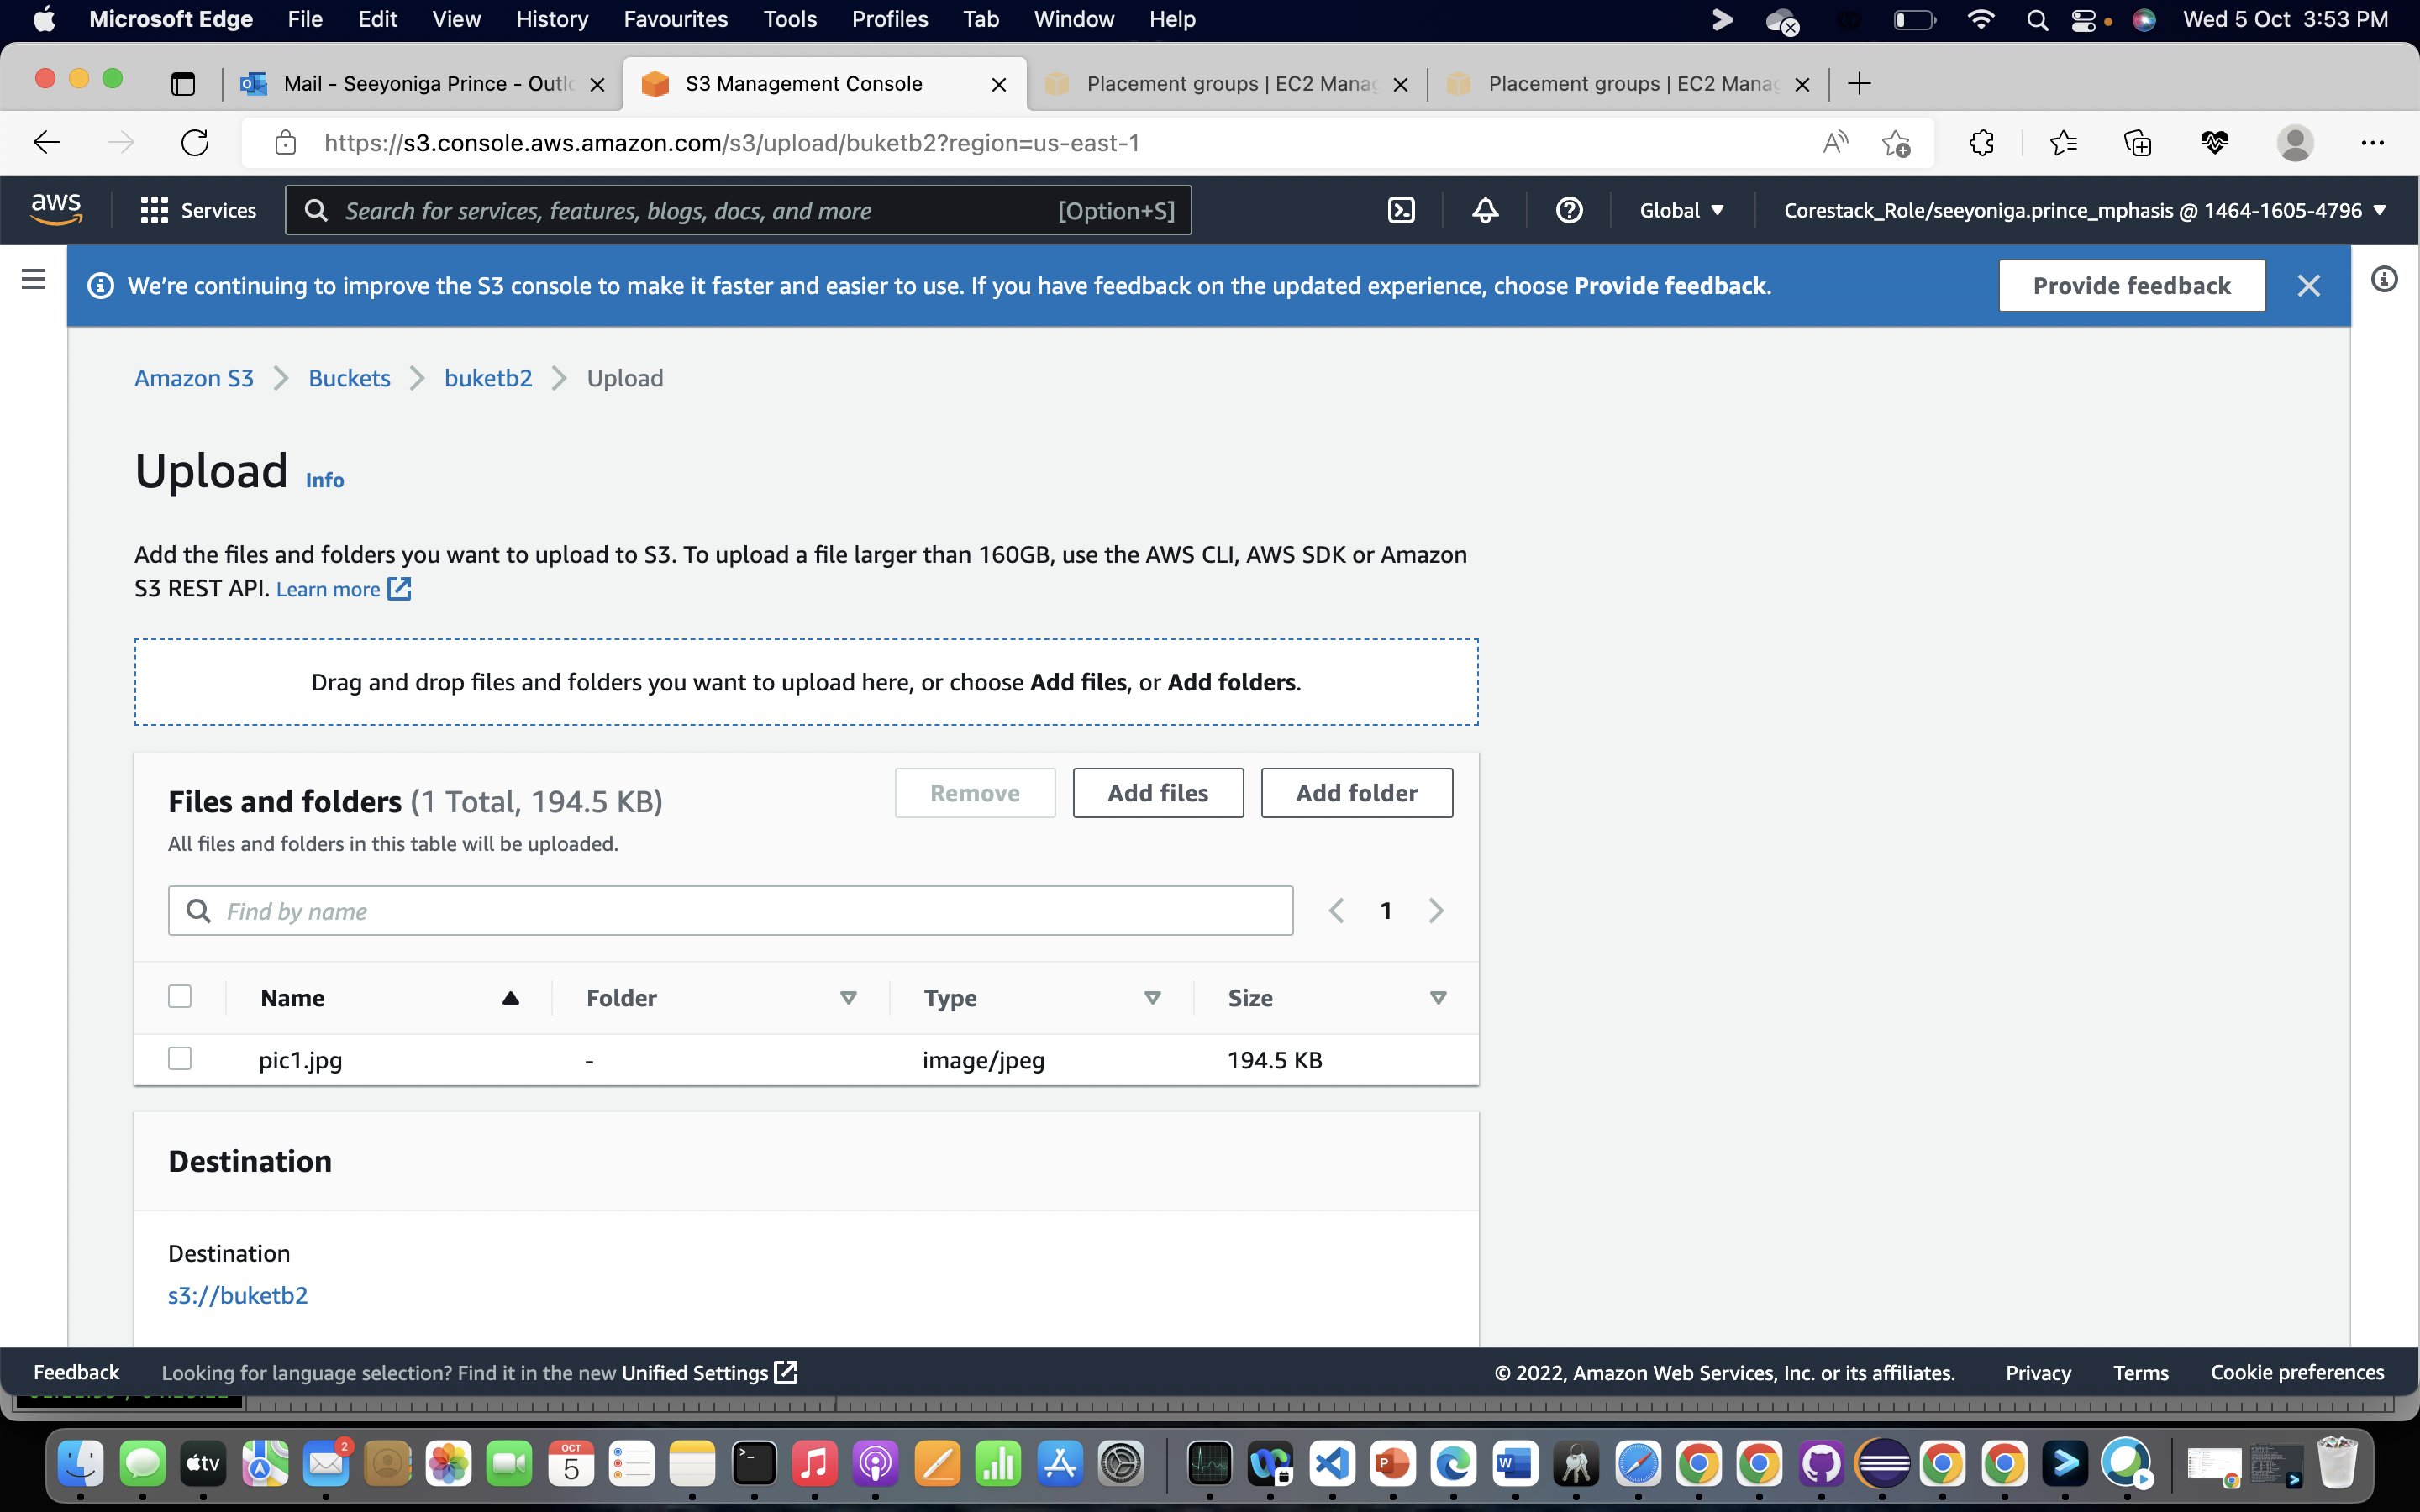 Microsoft Edge File Edit View History Favourites Tools Profiles Tab Window Help Wed 5 Oct 3:53 PM
Mail - Seeyoniga Prince - Outlo S3 Management Console Placement groups | EC2 Manag Placement groups | EC2 Manag
https://s3.console.aws.amazon.com/s3/upload/buketb2?region=us-east-1
aws Services Search for services, features, blogs, docs, and more [Option+S] Global Corestack_Role/seeyoniga.prince_mphasis @ 1464-1605-4796
We're continuing to improve the S3 console to make it faster and easier to use. If you have feedback on the updated experience, choose Provide feedback. Provide feedback
Amazon S3 Buckets buketb2 Upload
Upload Info
Add the files and folders you want to upload to S3. To upload a file larger than 160GB, use the AWS CLI, AWS SDK or Amazon
S3 REST API. Learn more
Drag and drop files and folders you want to upload here, or choose Add files, or Add folders.
Files and folders (1 Total, 194.5 KB) Remove Add files Add folder
All files and folders in this table will be uploaded.
Find by name 1
Name Folder Type Size
pic1.jpg - image/jpeg 194.5 KB
Destination
Destination
s3://buketb2
Feedback Looking for language selection? Find it in the new Unified Settings © 2022, Amazon Web Services, Inc. or its affiliates. Privacy Terms Cookie preferences
tv 2 OCT 5